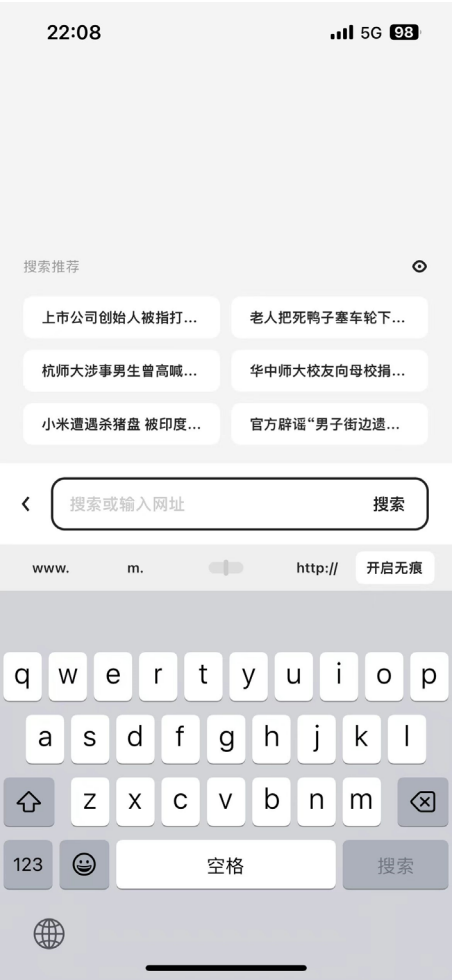 22:08 5G 98
搜索推荐
上市公司创始人被指打... 老人把死鸭子塞车轮下...
杭师大涉事男生曾高喊... 华中师大校友向母校捐...
小米遭遇杀猪盘 被印度... 官方辟谣“男子街边遗...
搜索或输入网址 搜索
www. m. http:// 开启无痕
q w e r t y u i o p
a s d f g h j k l
z x c v b n m
123 空格 搜索